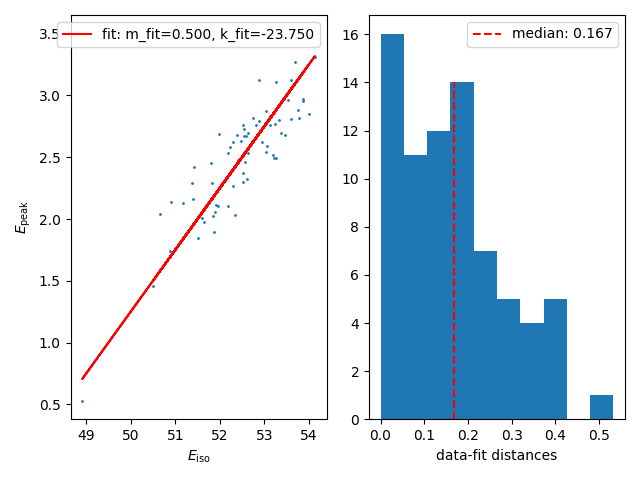 fit: m_fit=0.500, k_fit=-23.750
3.5
3.0
2.5
2.0
1.5
1.0
0.5
E_peak
49 50 51 52 53 54
E_iso
median: 0.167
16
14
12
10
8
6
4
2
0
0.0 0.1 0.2 0.3 0.4 0.5
data-fit distances